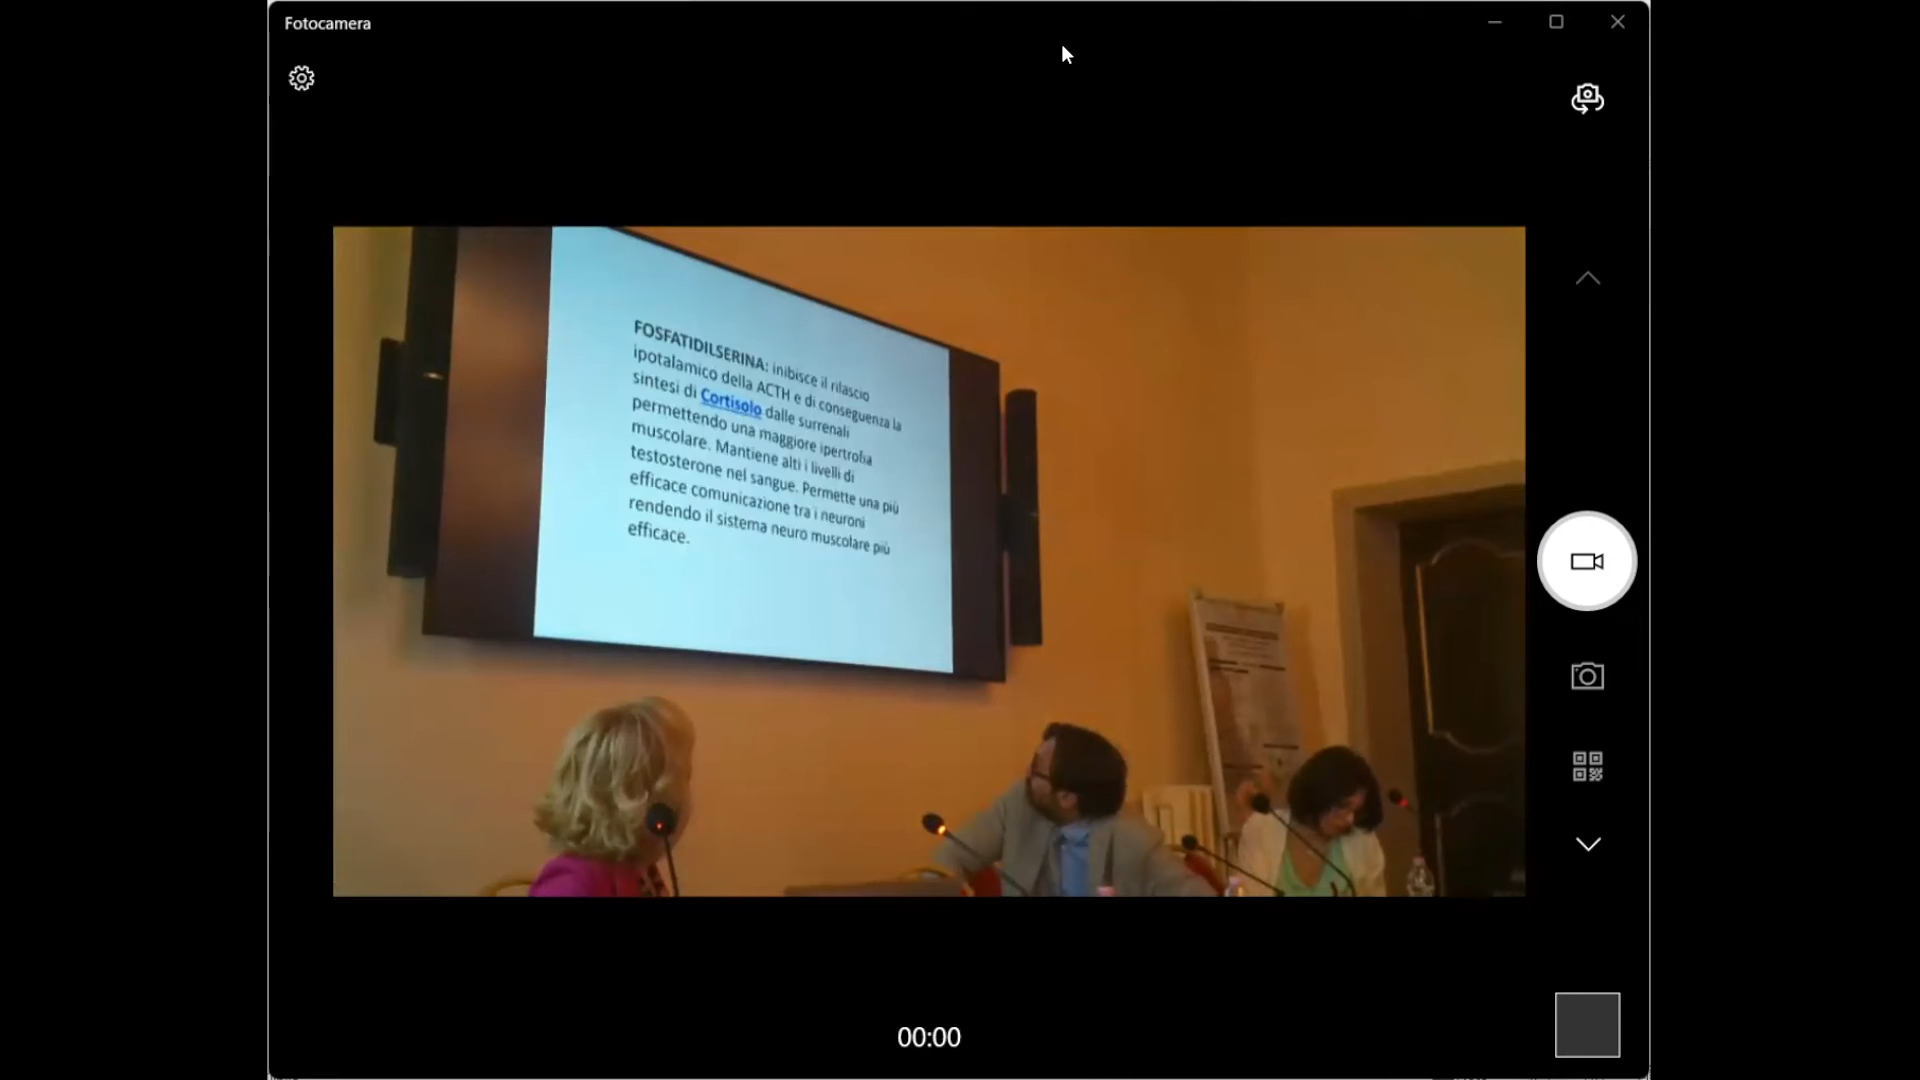 Fotocamera
FOSFATIDILSERINA: inibisce il rilascio
ipotalamico della ACTH e di conseguenza la
sintesi di Cortisolo dalle surrenali
permettendo una maggiore ipertrofia
muscolare. Mantiene alti i livelli di
testosterone nel sangue. Permette una più
efficace comunicazione tra i neuroni
rendendo il sistema neuro muscolare più
efficace.
00:00